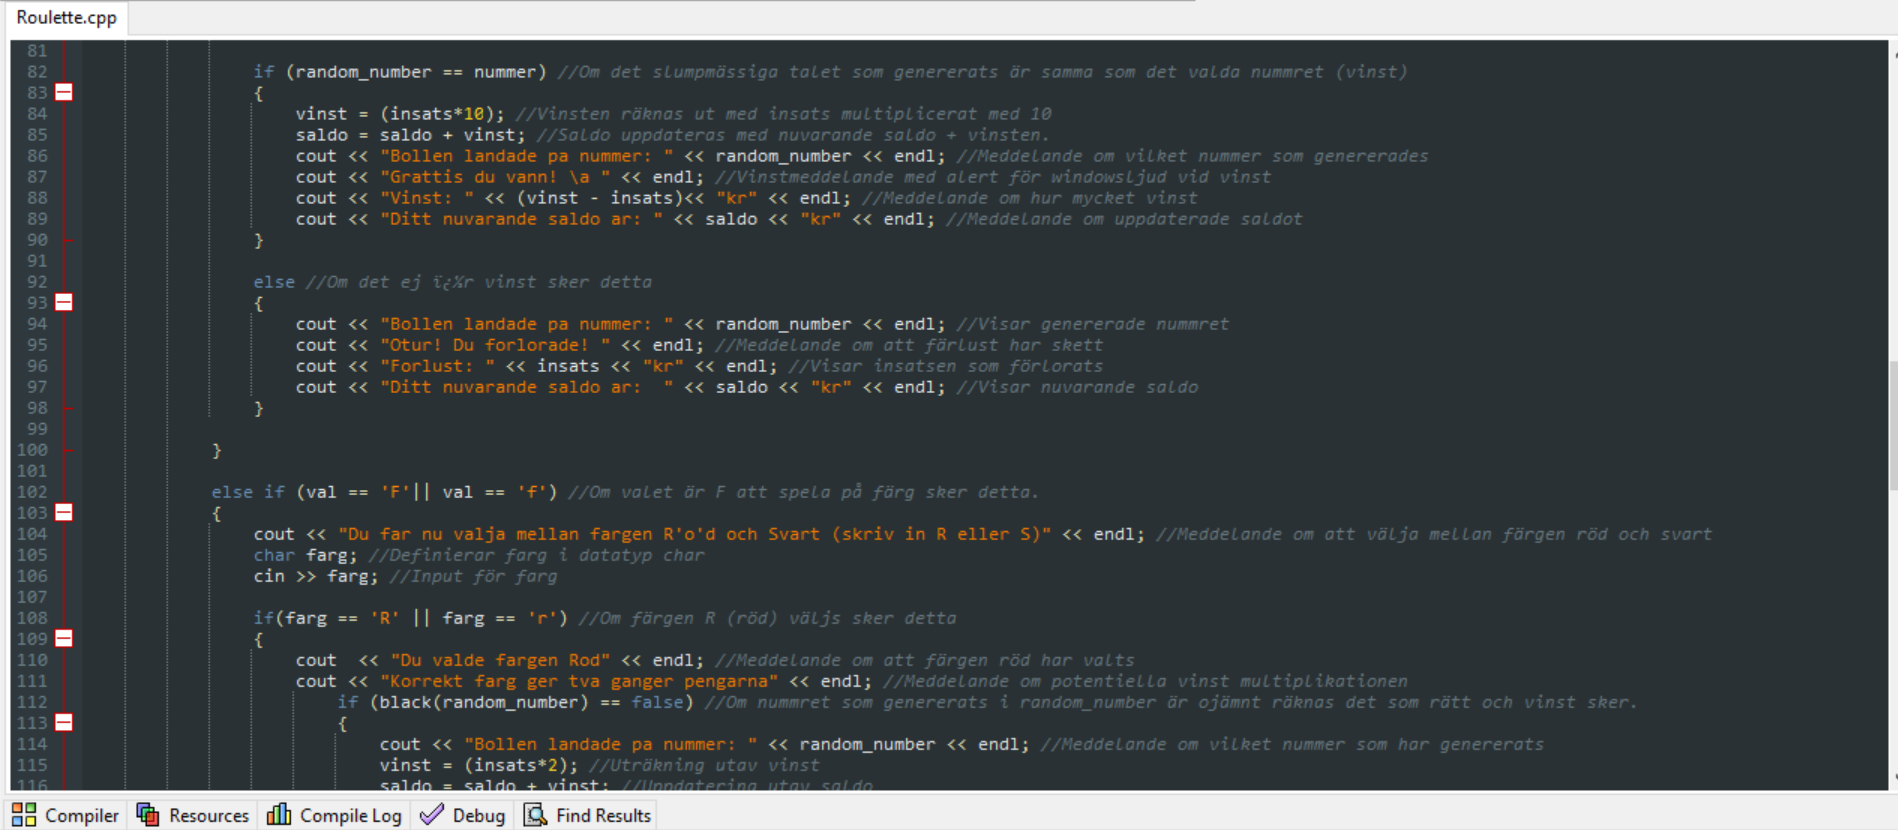 Roulette.cpp
81
82 if (random_number == nummer) //Om det slumpmässiga talet som genererats är samma som det valda nummret (vinst)
83 {
84 vinst = (insats*10); //Vinsten räknas ut med insats multiplicerat med 10
85 saldo = saldo + vinst; //Saldo uppdateras med nuvarande saldo + vinsten.
86 cout << "Bollen landade pa nummer: " << random_number << endl; //Meddelande om vilket nummer som genererades
87 cout << "Grattis du vann! \a " << endl; //Vinstmeddelande med alert för windowsljud vid vinst
88 cout << "Vinst: " << (vinst - insats)<< "kr" << endl; //Meddelande om hur mycket vinst
89 cout << "Ditt nuvarande saldo ar: " << saldo << "kr" << endl; //Meddelande om uppdaterade saldot
90 }
91
92 else //Om det ej ï¿½r vinst sker detta
93 {
94 cout << "Bollen landade pa nummer: " << random_number << endl; //Visar genererade nummret
95 cout << "Otur! Du forlorade! " << endl; //Meddelande om att färlust har skett
96 cout << "Forlust: " << insats << "kr" << endl; //Visar insatsen som förlorats
97 cout << "Ditt nuvarande saldo ar:  " << saldo << "kr" << endl; //Visar nuvarande saldo
98 }
99
100 }
101
102 else if (val == 'F'|| val == 'f') //Om valet är F att spela på färg sker detta.
103 {
104 cout << "Du far nu valja mellan fargen R'o'd och Svart (skriv in R eller S)" << endl; //Meddelande om att välja mellan färgen röd och svart
105 char farg; //Definierar farg i datatyp char
106 cin >> farg; //Input för farg
107
108 if(farg == 'R' || farg == 'r') //Om färgen R (röd) väljs sker detta
109 {
110 cout  << "Du valde fargen Rod" << endl; //Meddelande om att färgen röd har valts
111 cout << "Korrekt farg ger tva ganger pengarna" << endl; //Meddelande om potentiella vinst multiplikationen
112 if (black(random_number) == false) //Om nummret som genererats i random_number är ojämnt räknas det som rätt och vinst sker.
113 {
114 cout << "Bollen landade pa nummer: " << random_number << endl; //Meddelande om vilket nummer som har genererats
115 vinst = (insats*2); //Uträkning utav vinst
116 saldo = saldo + vinst; //Uppdatering utav saldo
Compiler Resources Compile Log Debug Find Results